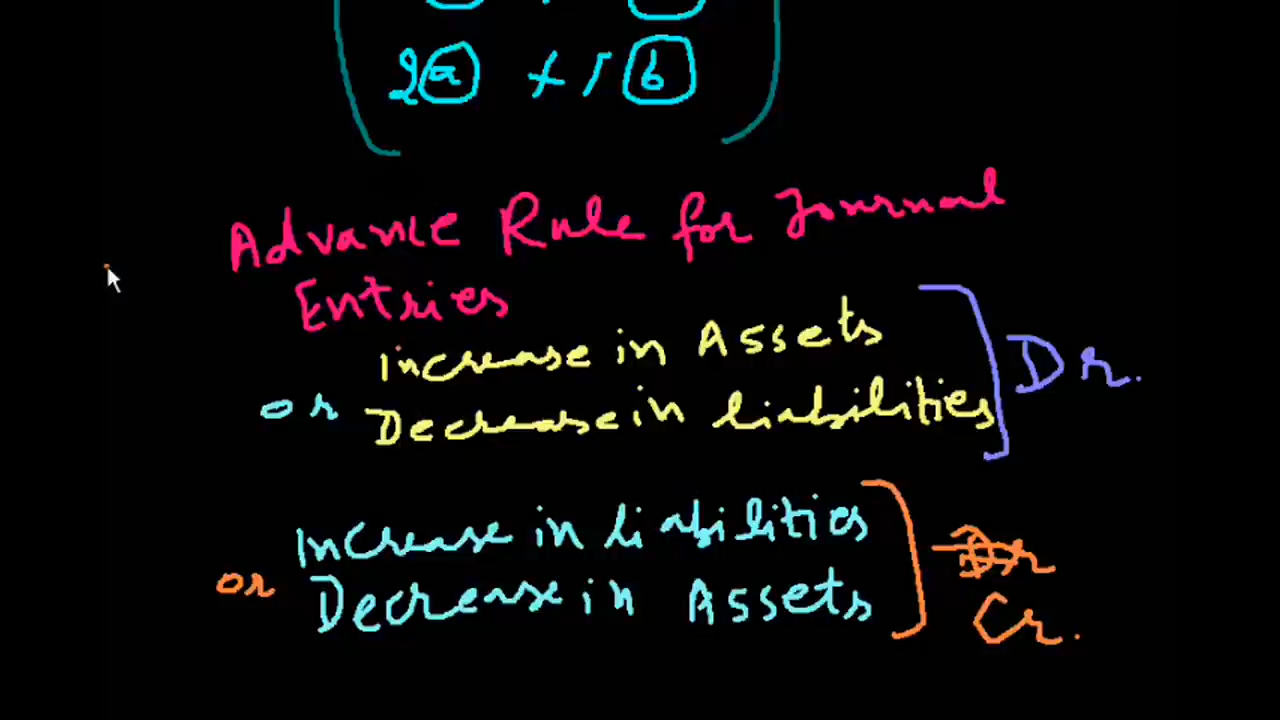 2a + 1 b
Advance Rule for Journal
Entries
Increase in Assets
or Decrease in liabilities
Dr.
Increase in liabilities
or Decrease in Assets
Dr
Cr.